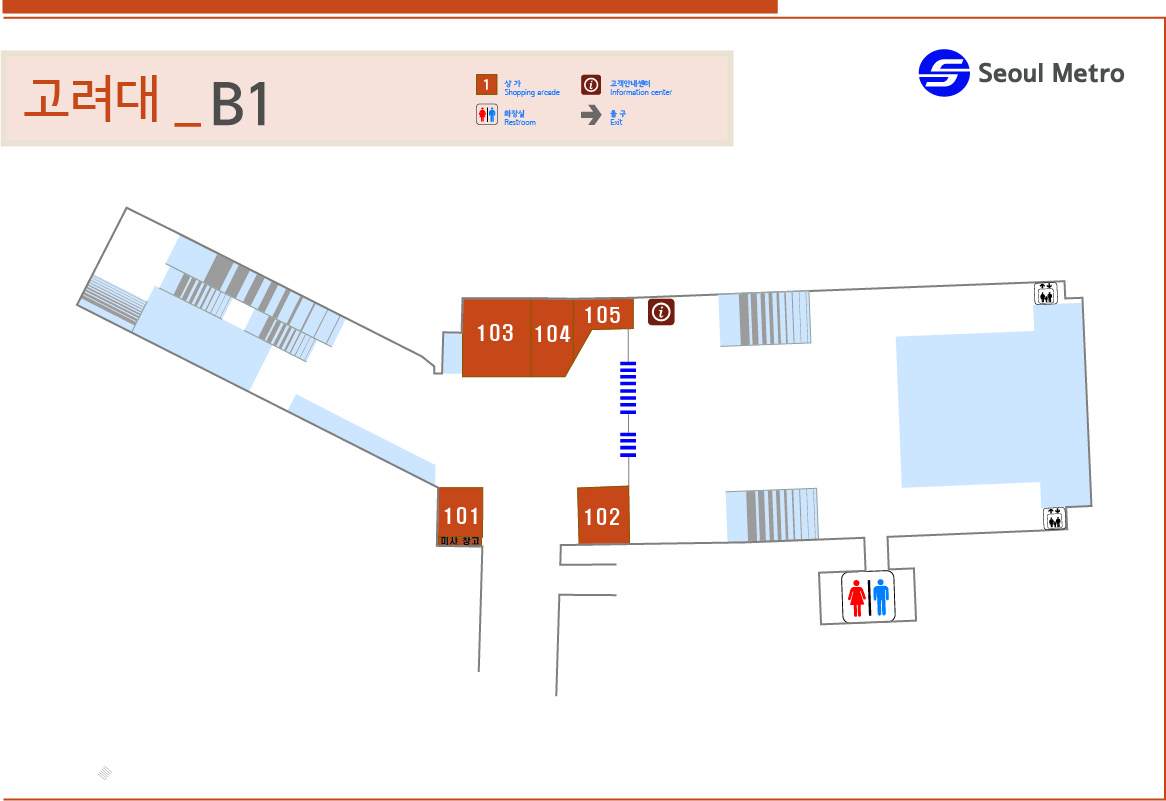 고려대 _ B1
1
상 가
Shopping arcade
고객안내센터
Information center
화장실
Restroom
출 구
Exit
Seoul Metro
103
104
105
101
미사 창고
102